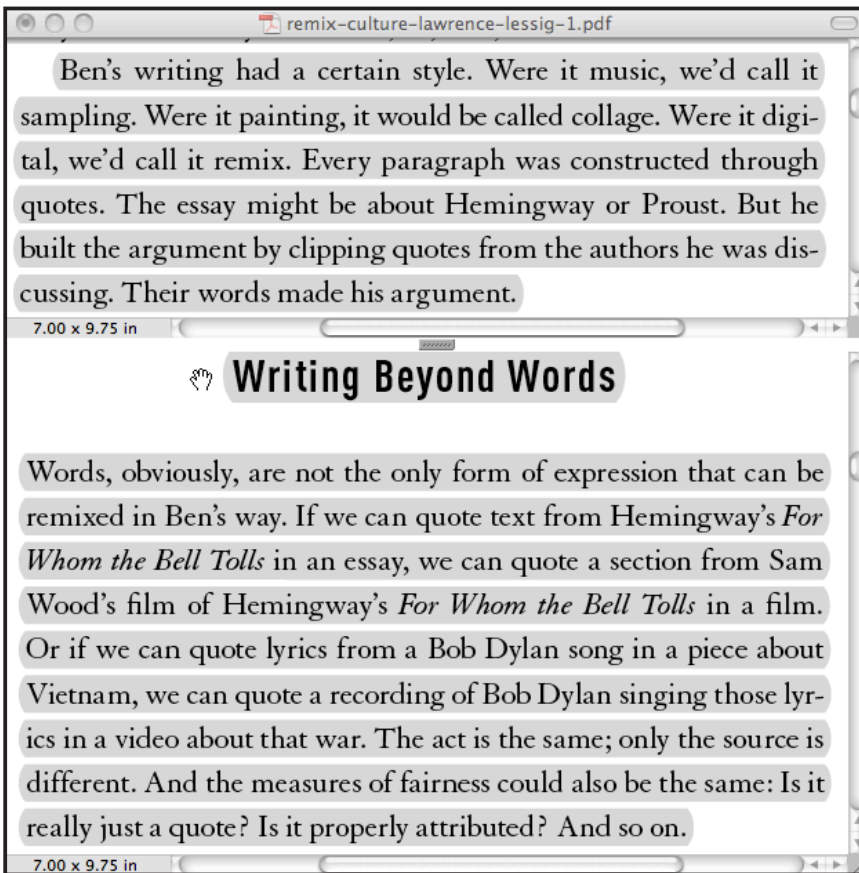 remix-culture-lawrence-lessig-1.pdf
Ben's writing had a certain style. Were it music, we'd call it
sampling. Were it painting, it would be called collage. Were it digi-
tal, we'd call it remix. Every paragraph was constructed through
quotes. The essay might be about Hemingway or Proust. But he
built the argument by clipping quotes from the authors he was dis-
cussing. Their words made his argument.
7.00 x 9.75 in
Writing Beyond Words
Words, obviously, are not the only form of expression that can be
remixed in Ben's way. If we can quote text from Hemingway's For
Whom the Bell Tolls in an essay, we can quote a section from Sam
Wood's film of Hemingway's For Whom the Bell Tolls in a film.
Or if we can quote lyrics from a Bob Dylan song in a piece about
Vietnam, we can quote a recording of Bob Dylan singing those lyr-
ics in a video about that war. The act is the same; only the source is
different. And the measures of fairness could also be the same: Is it
really just a quote? Is it properly attributed? And so on.
7.00 x 9.75 in